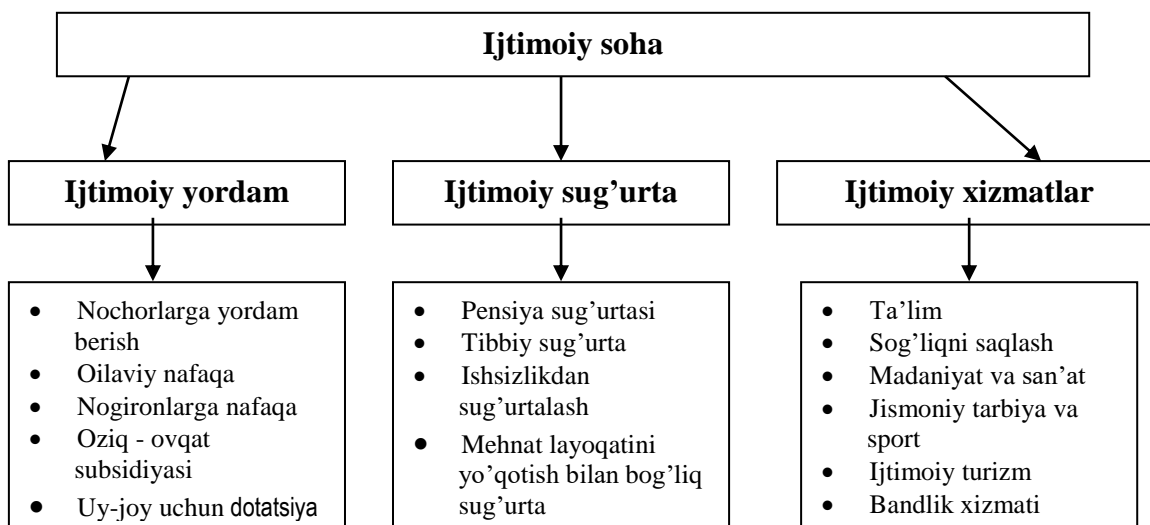 Ijtimoiy soha
Ijtimoiy yordam
Ijtimoiy sug’urta
Ijtimoiy xizmatlar
• Nochorlarga yordam
berish
• Oilaviy nafaqa
• Nogironlarga nafaqa
• Oziq - ovqat
subsidiyasi
• Uy-joy uchun dotatsiya
• Pensiya sug’urtasi
• Tibbiy sug’urta
• Ishsizlikdan
sug’urtalash
• Mehnat layoqatini
yo’qotish bilan bog’liq
sug’urta
• Ta’lim
• Sog’liqni saqlash
• Madaniyat va san’at
• Jismoniy tarbiya va
sport
• Ijtimoiy turizm
• Bandlik xizmati